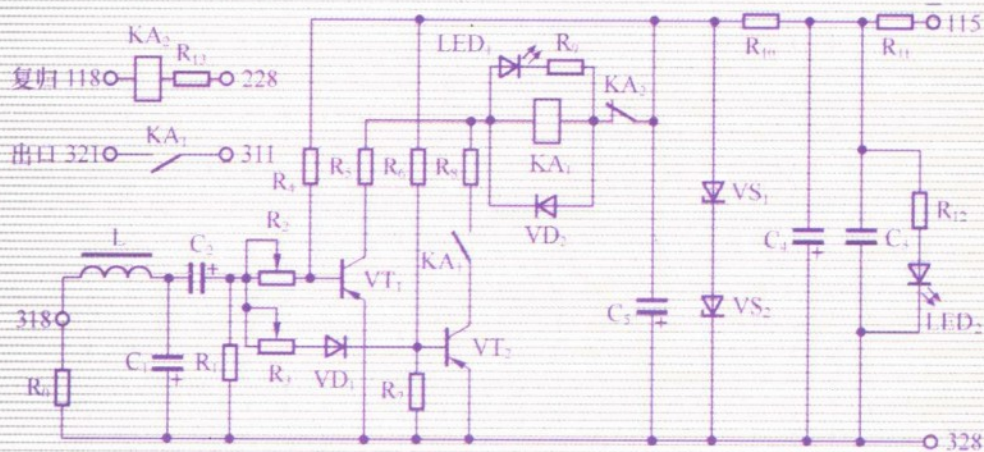 115
LED₁
R₉
R₁₀
R₁₁
KA₂
R₁₃
复归 118
228
KA₂
KA₁
出口 321
311
R₄
R₅
R₆
R₈
KA₁
VS₁
R₁₂
R₂
VD₂
L
C₂
KA₁
C₄
C₃
VT₁
318
C₅
VS₂
LED₂
C₁
R₁
R₃
VD₁
VT₂
R₀
R₇
328